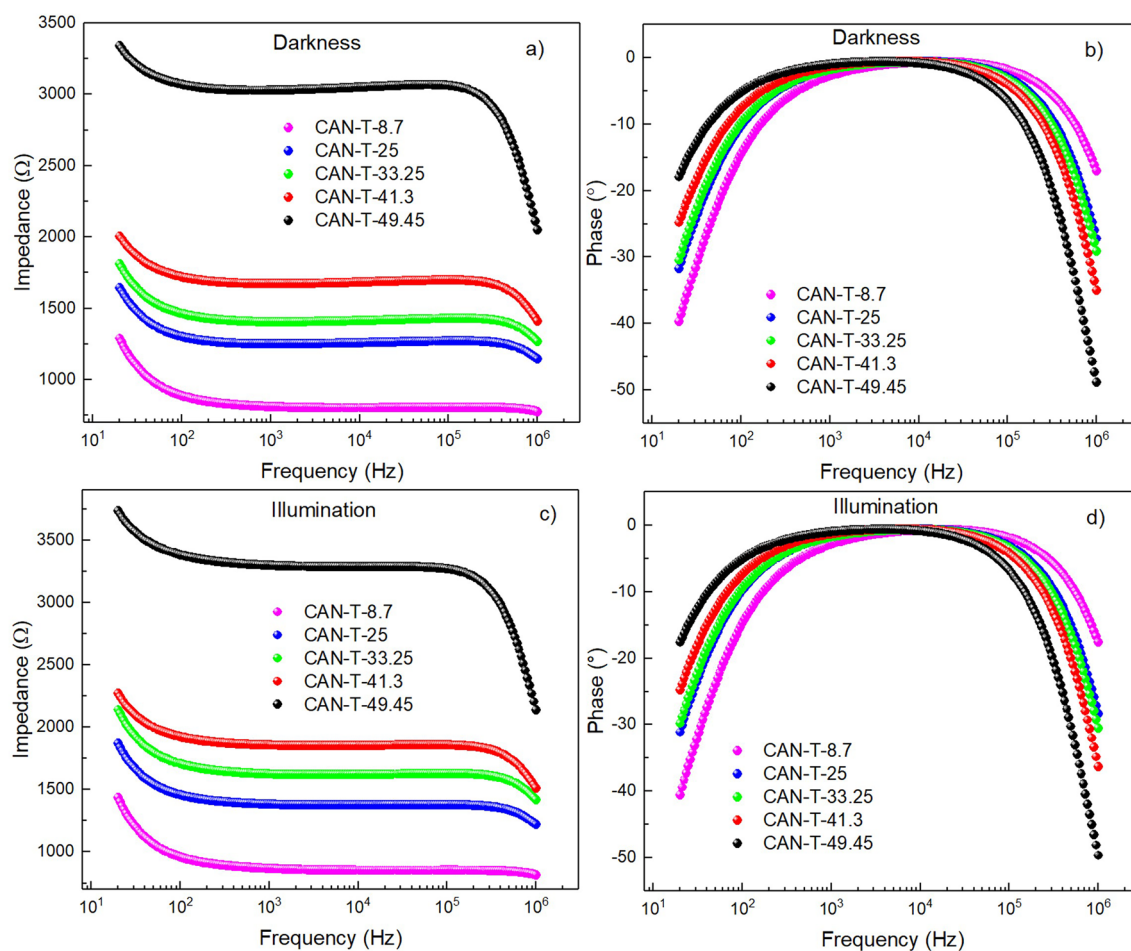 Darkness
a)
3500
3000
2500
2000
1500
1000
Impedance (Ω)
CAN-T-8.7
CAN-T-25
CAN-T-33.25
CAN-T-41.3
CAN-T-49.45
10¹ 10² 10³ 10⁴ 10⁵ 10⁶
Frequency (Hz)
Darkness
b)
0
-10
-20
-30
-40
-50
Phase (°)
CAN-T-8.7
CAN-T-25
CAN-T-33.25
CAN-T-41.3
CAN-T-49.45
10¹ 10² 10³ 10⁴ 10⁵ 10⁶
Frequency (Hz)
Illumination
c)
3500
3000
2500
2000
1500
1000
Impedance (Ω)
CAN-T-8.7
CAN-T-25
CAN-T-33.25
CAN-T-41.3
CAN-T-49.45
10¹ 10² 10³ 10⁴ 10⁵ 10⁶
Frequency (Hz)
Illumination
d)
0
-10
-20
-30
-40
-50
Phase (°)
CAN-T-8.7
CAN-T-25
CAN-T-33.25
CAN-T-41.3
CAN-T-49.45
10¹ 10² 10³ 10⁴ 10⁵ 10⁶
Frequency (Hz)